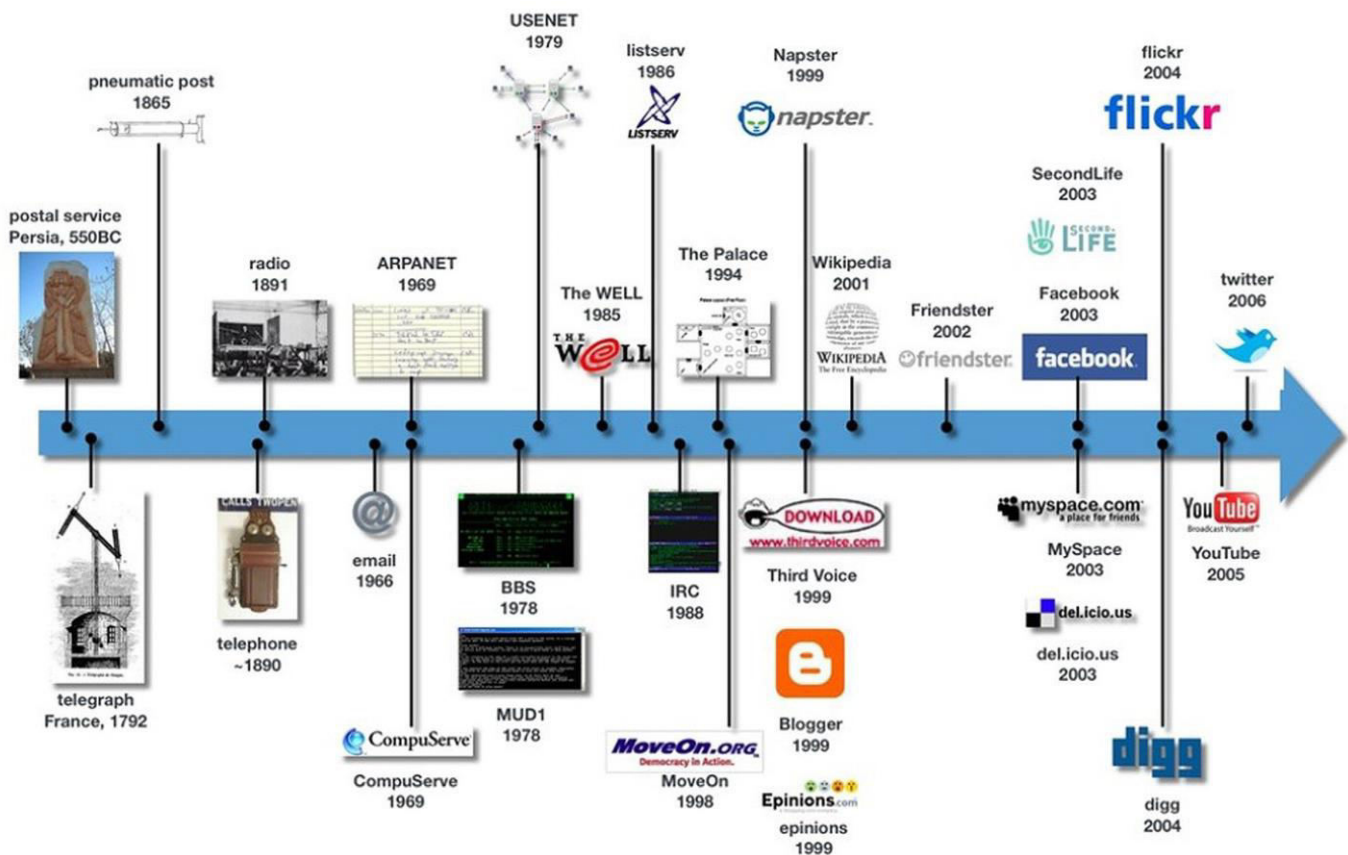 USENET
1979
listserv
1986
LISTSERV
Napster
1999
napster
flickr
2004
flickr
pneumatic post
1865
SecondLife
2003
SECOND
LIFE
postal service
Persia, 550BC
radio
1891
ARPANET
1969
The WELL
1985
THE
WELL
The Palace
1994
Wikipedia
2001
WIKIPEDIA
The Free Encyclopedia
Friendster
2002
friendster
Facebook
2003
facebook
twitter
2006
telegraph
France, 1792
CALLS TWOPEN
telephone
~1890
@
email
1966
CompuServe
CompuServe
1969
BBS
1978
MUD1
1978
IRC
1988
MoveOn.ORG
Democracy in Action.
MoveOn
1998
DOWNLOAD
www.thirdvoice.com
Third Voice
1999
Blogger
1999
Epinions.com
epinions
1999
myspace.com
a place for friends
MySpace
2003
del.icio.us
del.icio.us
2003
digg
digg
2004
YouTube
Broadcast Yourself™
YouTube
2005